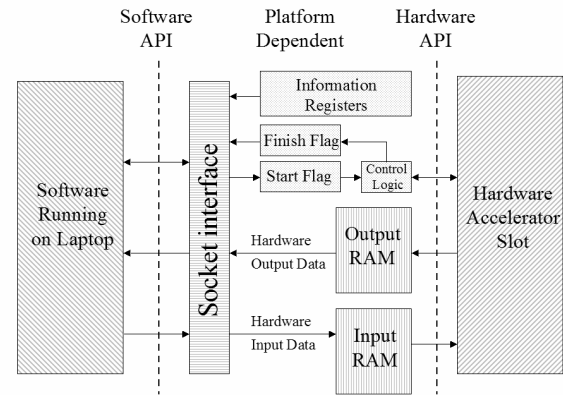 Software
API
Platform
Dependent
Hardware
API
Information
Registers
Finish Flag
Start Flag
Control
Logic
Software
Running
on Laptop
Socket interface
Hardware
Accelerator
Slot
Hardware
Output Data
Output
RAM
Hardware
Input Data
Input
RAM